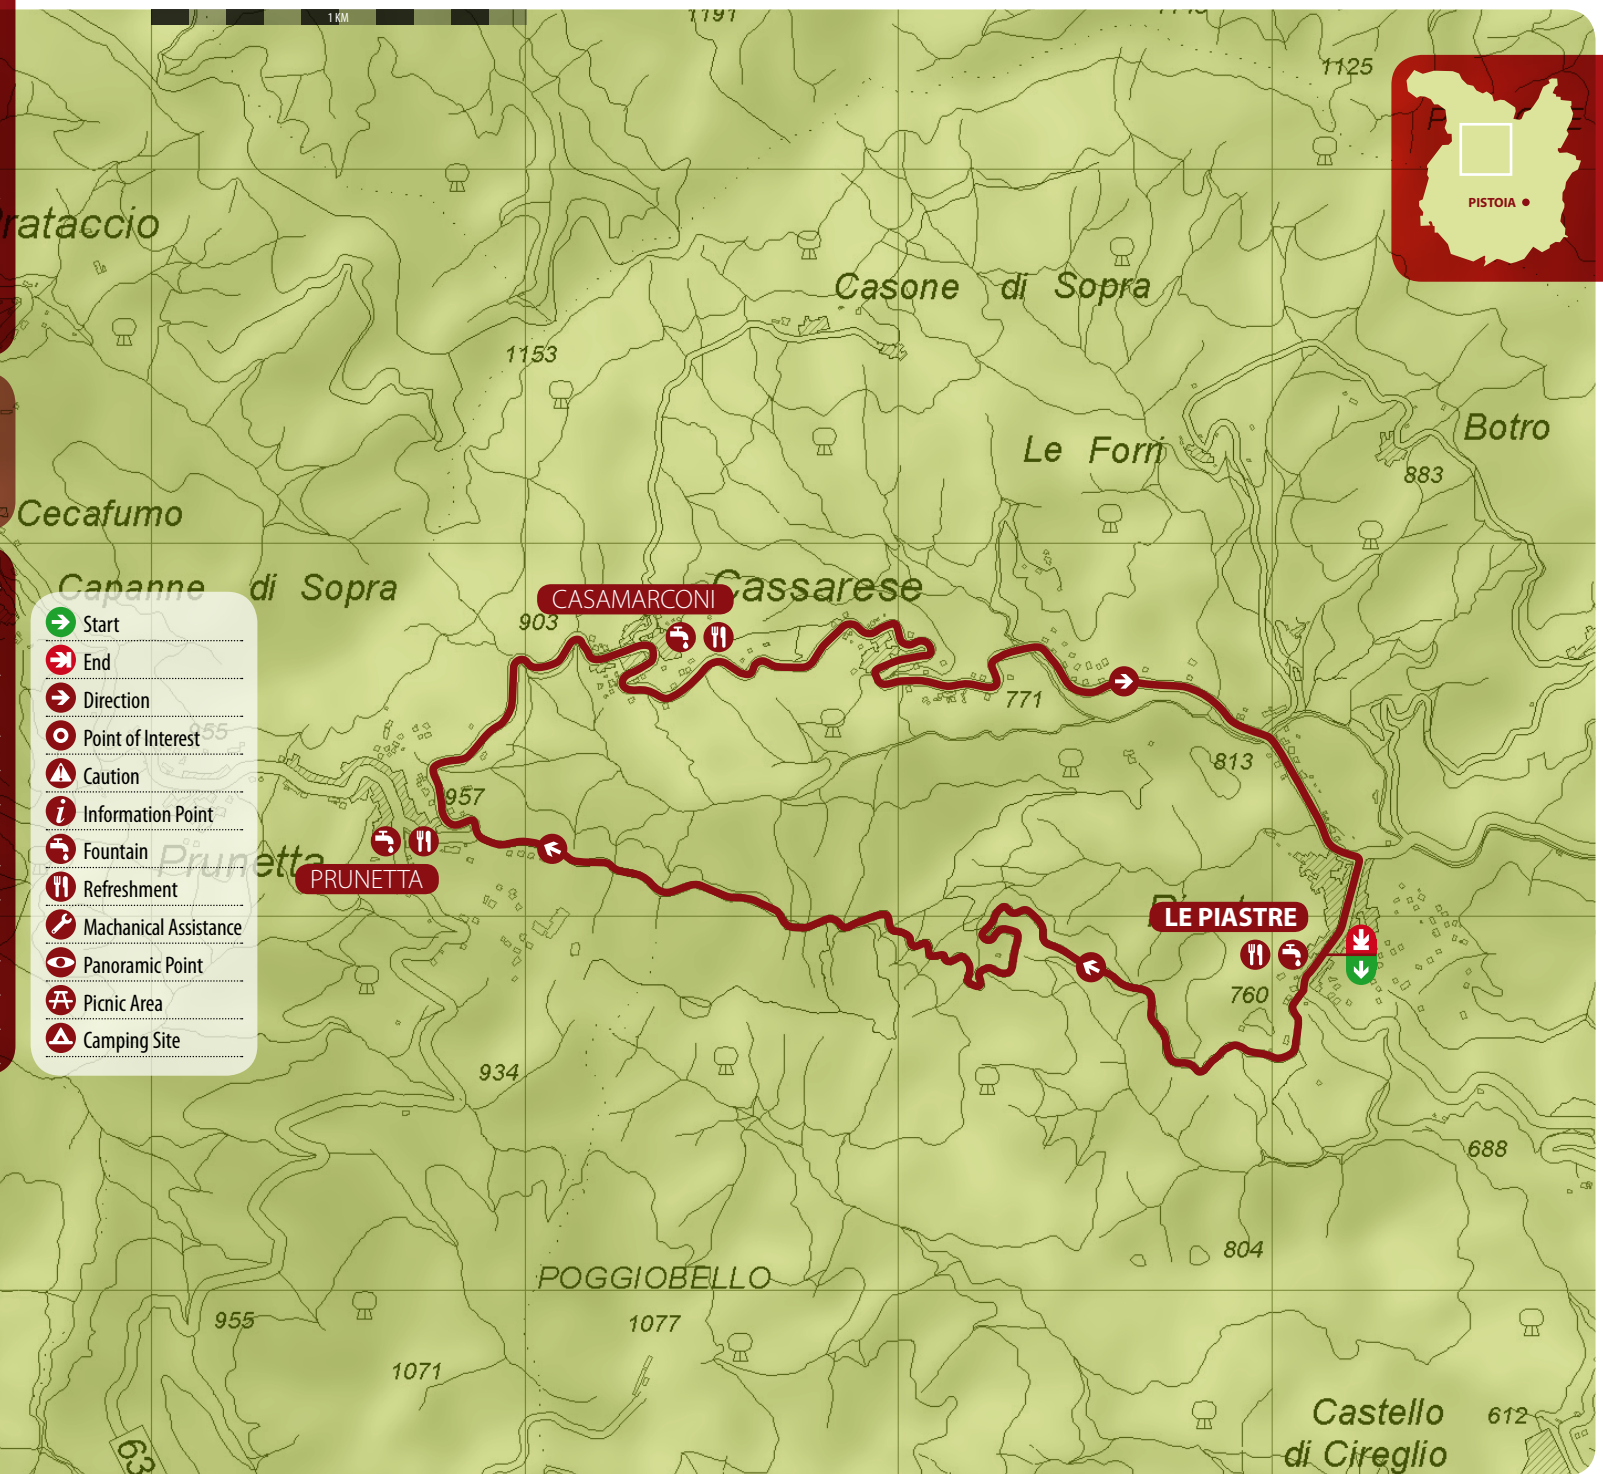 1 KM
1191
1125
PISTOIA
rataccio
Casone di Sopra
1153
Le Forri
Botro
883
Cecafumo
Capanne di Sopra
CASAMARCONI
Cassarese
903
Start
End
Direction
771
955
Point of Interest
813
Caution
957
Information Point
Fountain
Prunetta
PRUNETTA
Refreshment
LE PIASTRE
Machanical Assistance
Panoramic Point
760
Picnic Area
Camping Site
934
688
804
POGGIOBELLO
955
1077
1071
Castello
di Cireglio
612
63